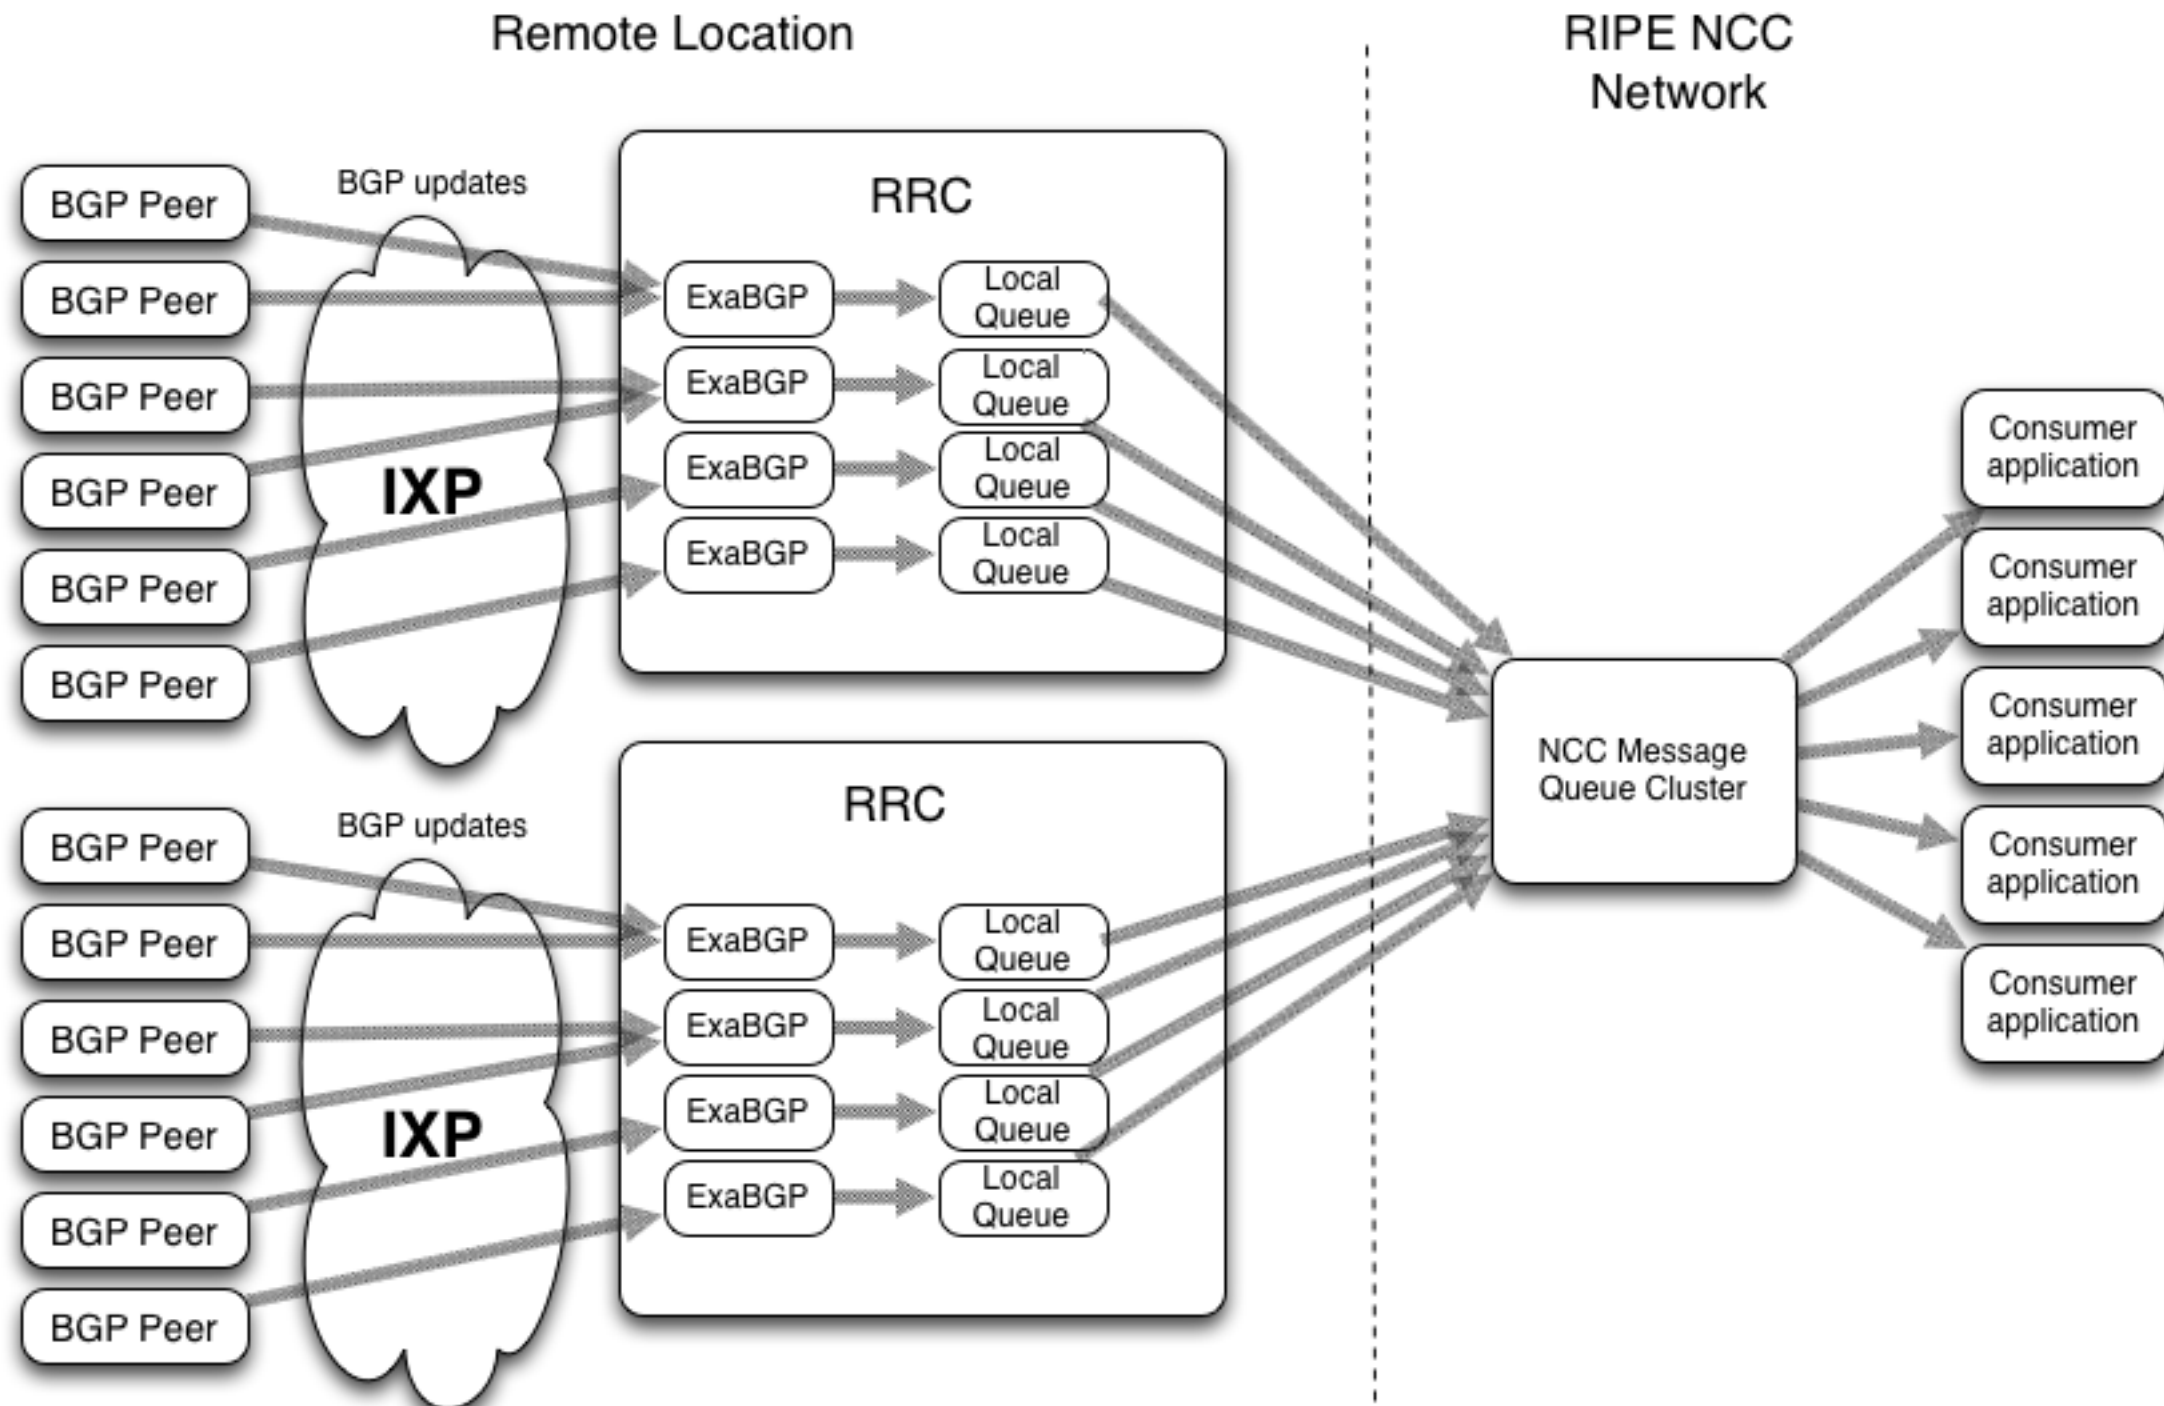 Remote Location
RIPE NCC
Network
BGP updates
BGP Peer
BGP Peer
BGP Peer
BGP Peer
BGP Peer
BGP Peer
IXP
RRC
ExaBGP
Local
Queue
ExaBGP
Local
Queue
ExaBGP
Local
Queue
ExaBGP
Local
Queue
BGP updates
BGP Peer
BGP Peer
BGP Peer
BGP Peer
BGP Peer
BGP Peer
IXP
RRC
ExaBGP
Local
Queue
ExaBGP
Local
Queue
ExaBGP
Local
Queue
ExaBGP
Local
Queue
NCC Message
Queue Cluster
Consumer
application
Consumer
application
Consumer
application
Consumer
application
Consumer
application